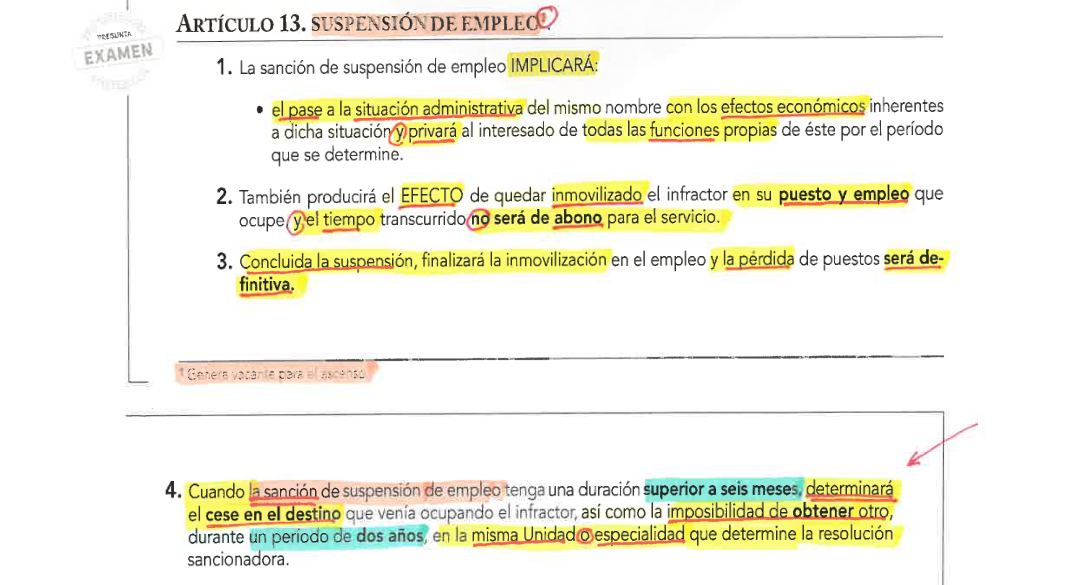 PREGUNTA
EXAMEN
ARTÍCULO 13. SUSPENSIÓN DE EMPLEO¹.
1. La sanción de suspensión de empleo IMPLICARÁ:
• el pase a la situación administrativa del mismo nombre con los efectos económicos inherentes
a dicha situación y privará al interesado de todas las funciones propias de éste por el período
que se determine.
2. También producirá el EFECTO de quedar inmovilizado el infractor en su puesto y empleo que
ocupe y el tiempo transcurrido no será de abono para el servicio.
3. Concluida la suspensión, finalizará la inmovilización en el empleo y la pérdida de puestos será de-
finitiva.
¹ Genera vacante para el ascenso.
4. Cuando la sanción de suspensión de empleo tenga una duración superior a seis meses, determinará
el cese en el destino que venía ocupando el infractor, así como la imposibilidad de obtener otro,
durante un período de dos años, en la misma Unidad o especialidad que determine la resolución
sancionadora.